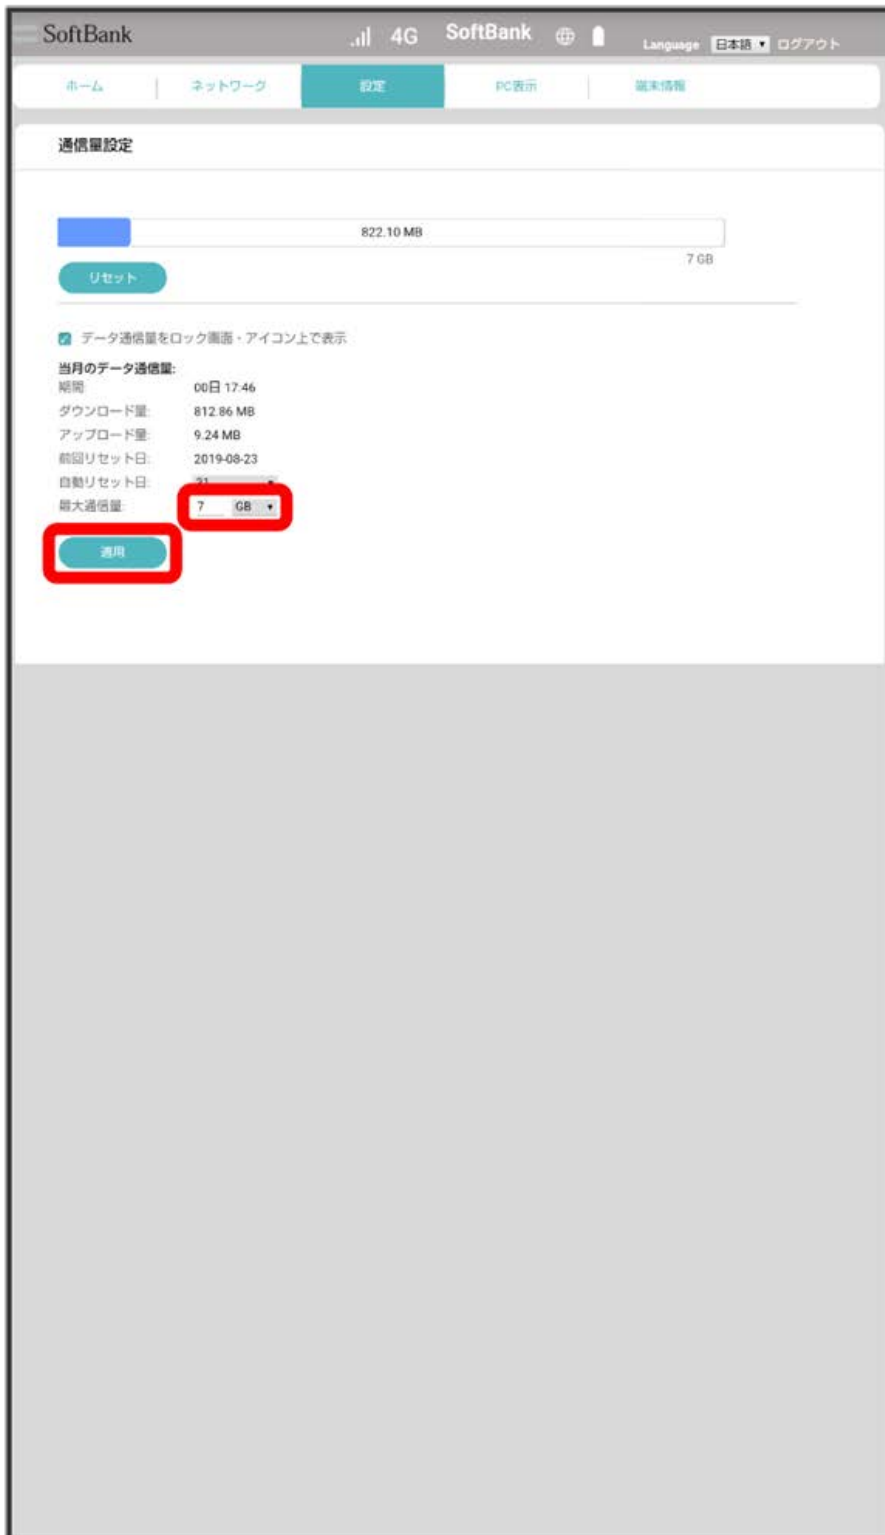 SoftBank 4G SoftBank Language 日本語 ▼ ログアウト
ホーム ネットワーク 設定 PC表示 端末情報
通信量設定
822.10 MB
7 GB
リセット
データ通信量をロック画面・アイコン上で表示
当月のデータ通信量:
期間 00日 17:46
ダウンロード量: 812.86 MB
アップロード量: 9.24 MB
前回リセット日: 2019-08-23
自動リセット日: 31
最大通信量 7 GB ▼
適用